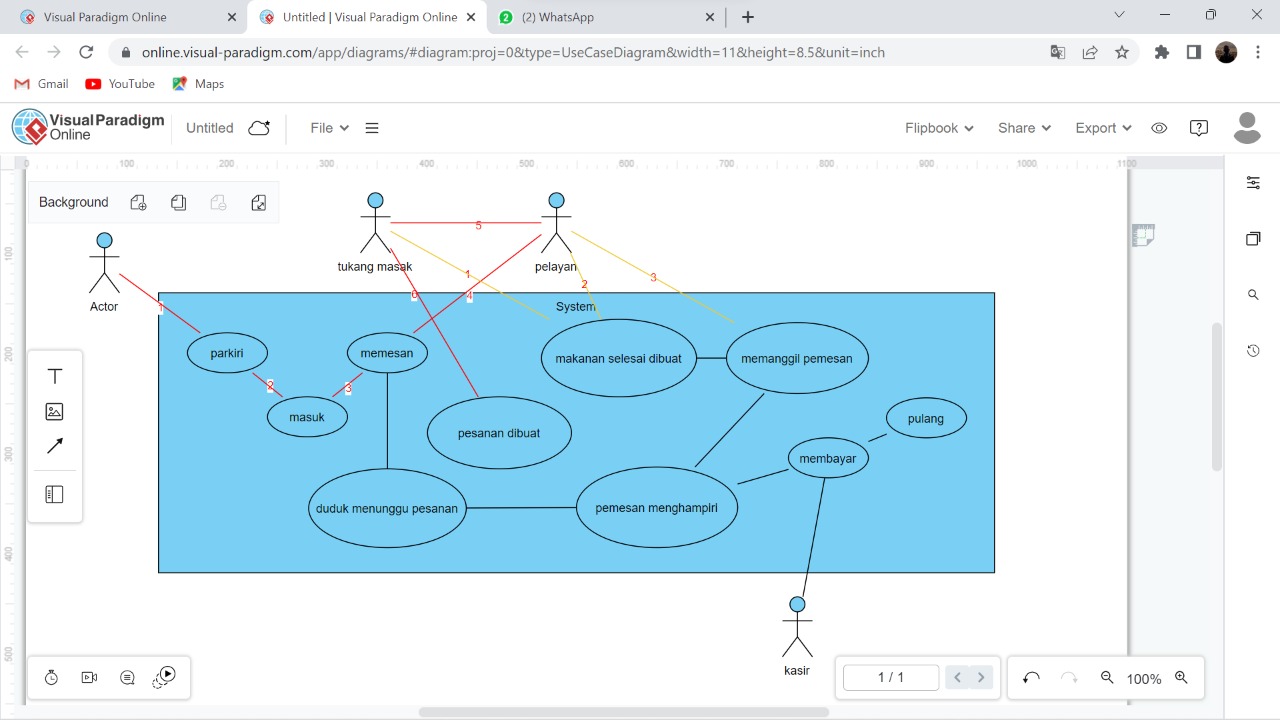 Visual Paradigm Online
Untitled | Visual Paradigm Online
2
(2) WhatsApp
online.visual-paradigm.com/app/diagrams/#diagram:proj=0&type=UseCaseDiagram&width=11&height=8.5&unit=inch
Gmail
YouTube
Maps
Visual Paradigm
Online
Untitled
File
Flipbook
Share
Export
0 100 200 300 400 500 600 700 800 900 1000 1100
100
200
300
400
500
Background
Actor
tukang masak
pelayan
System
5
1
2
3
6
4
1
2
3
parkiri
memesan
masuk
makanan selesai dibuat
memanggil pemesan
pesanan dibuat
pulang
membayar
duduk menunggu pesanan
pemesan menghampiri
kasir
T
1 / 1
100%